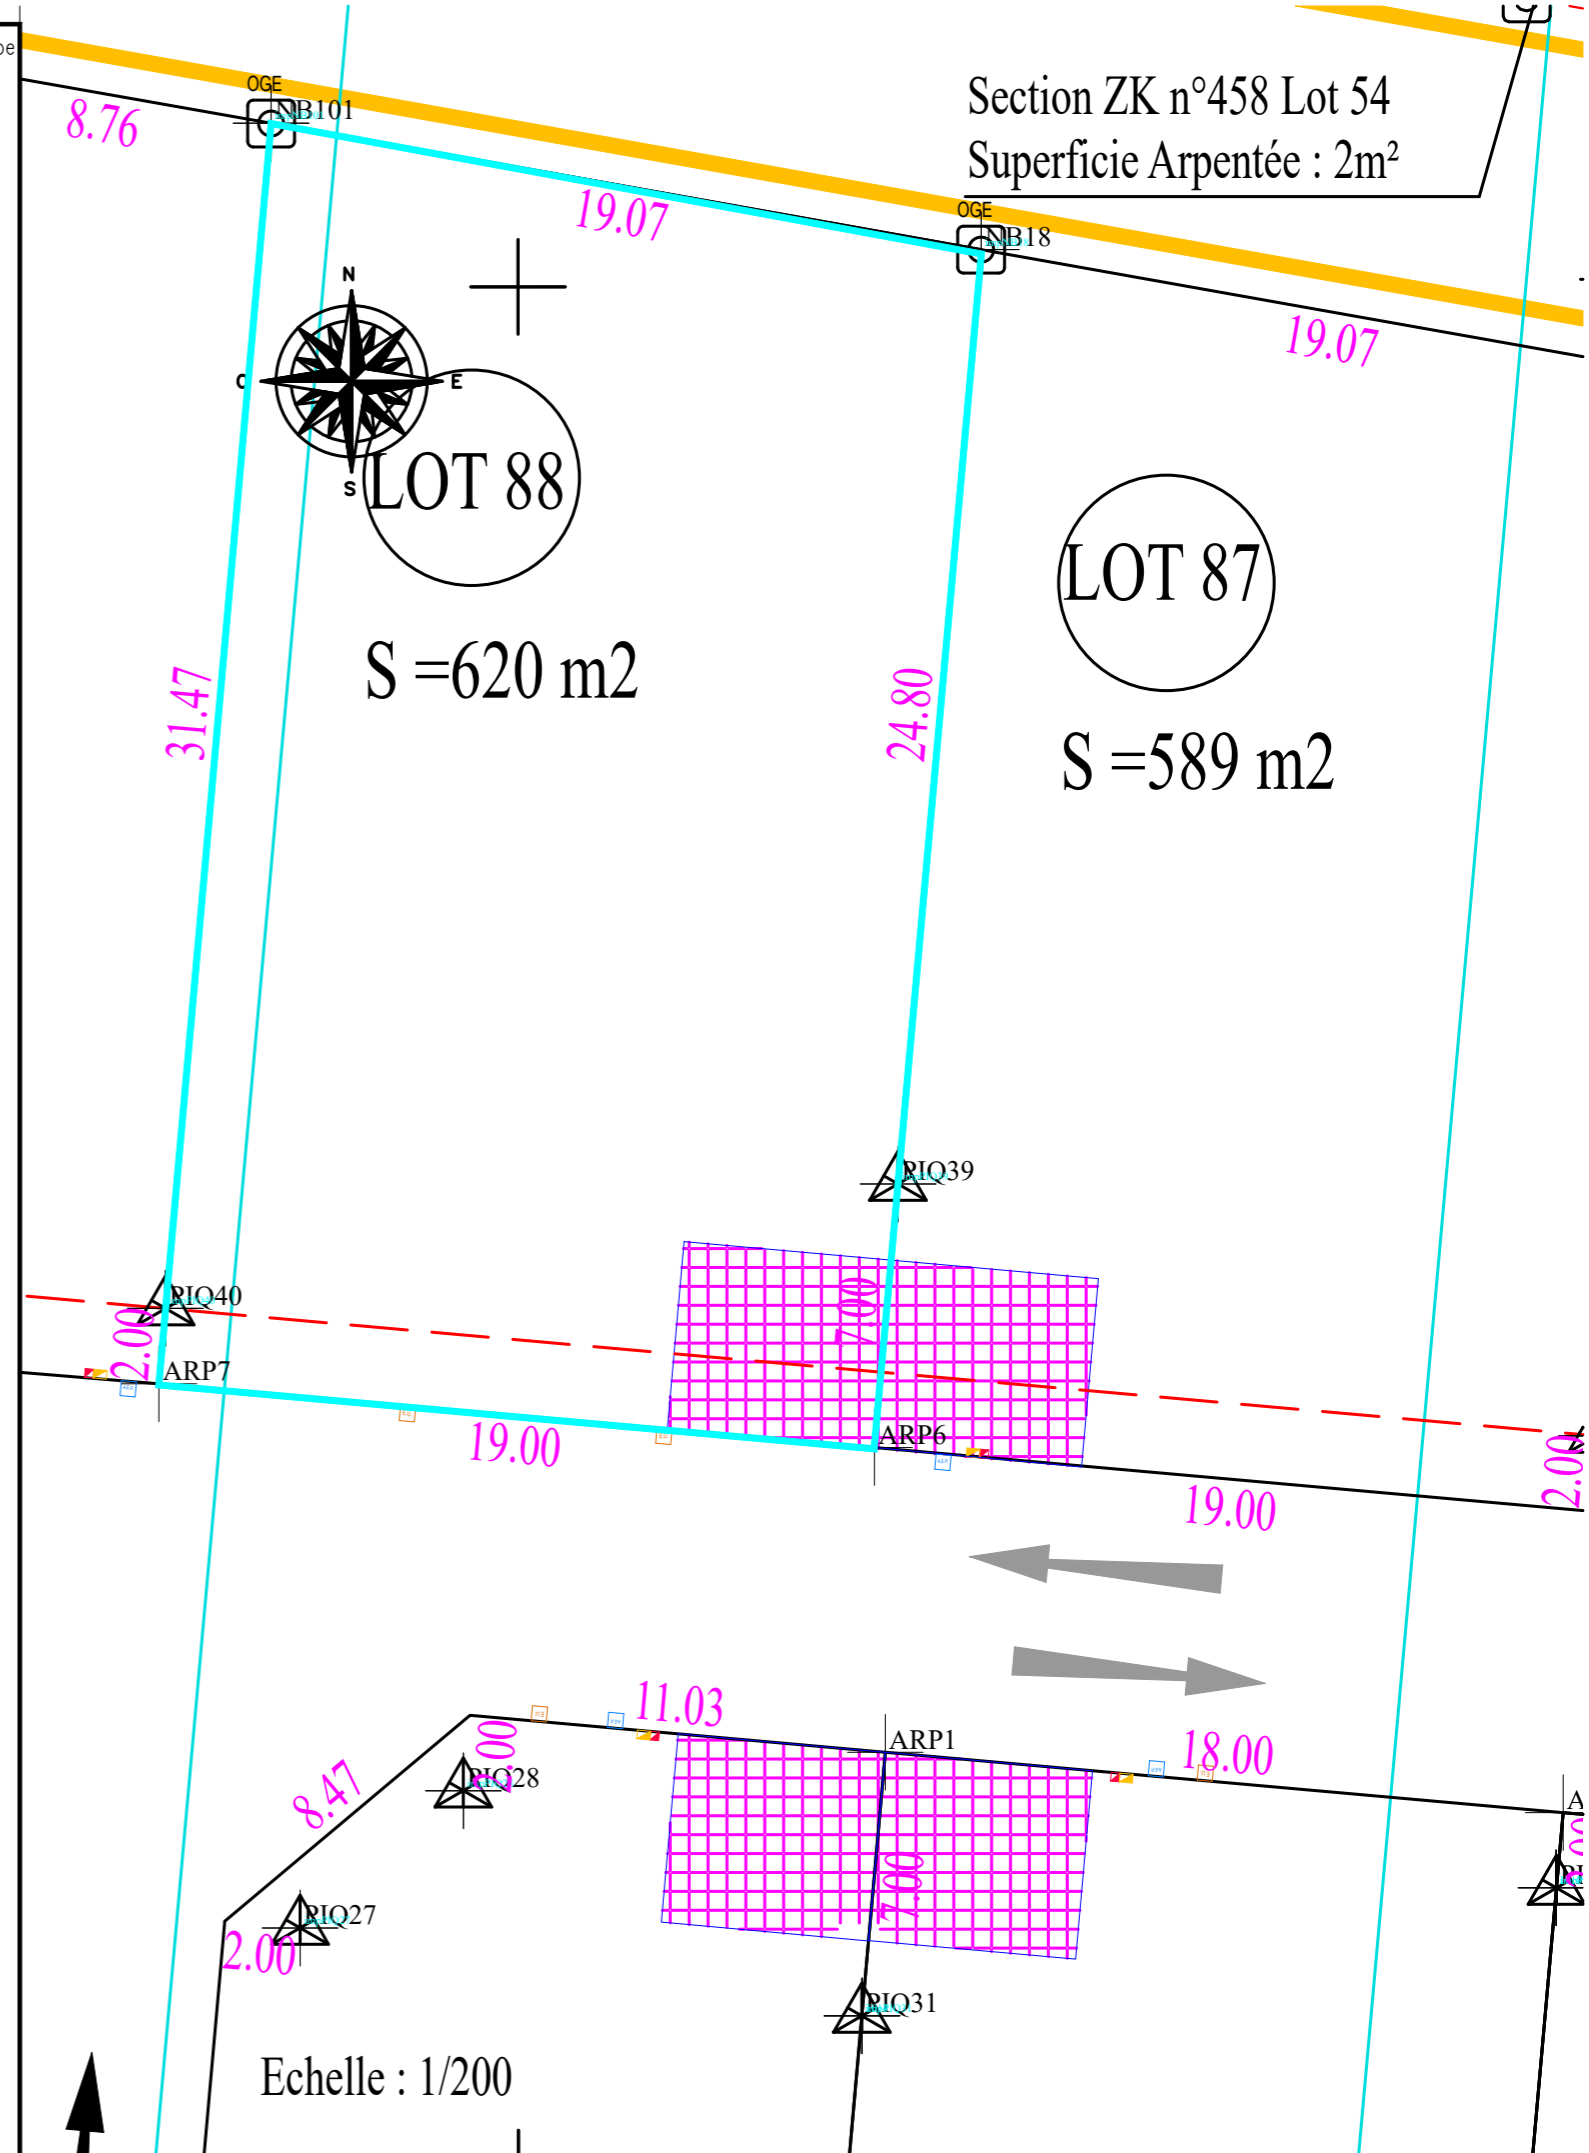 OGE
NB101
8.76
Section ZK n°458 Lot 54
Superficie Arpentée : 2m²
19.07
OGE
NB18
N
19.07
O
E
S
LOT 88
LOT 87
S =620 m2
S =589 m2
31.47
24.80
PIQ39
PIQ40
7.00
2.00
ARP7
ARP6
19.00
AEP
2.00
19.00
11.03
ARP1
18.00
2.00
PIQ28
8.47
PIQ27
7.00
2.00
PIQ31
Echelle : 1/200